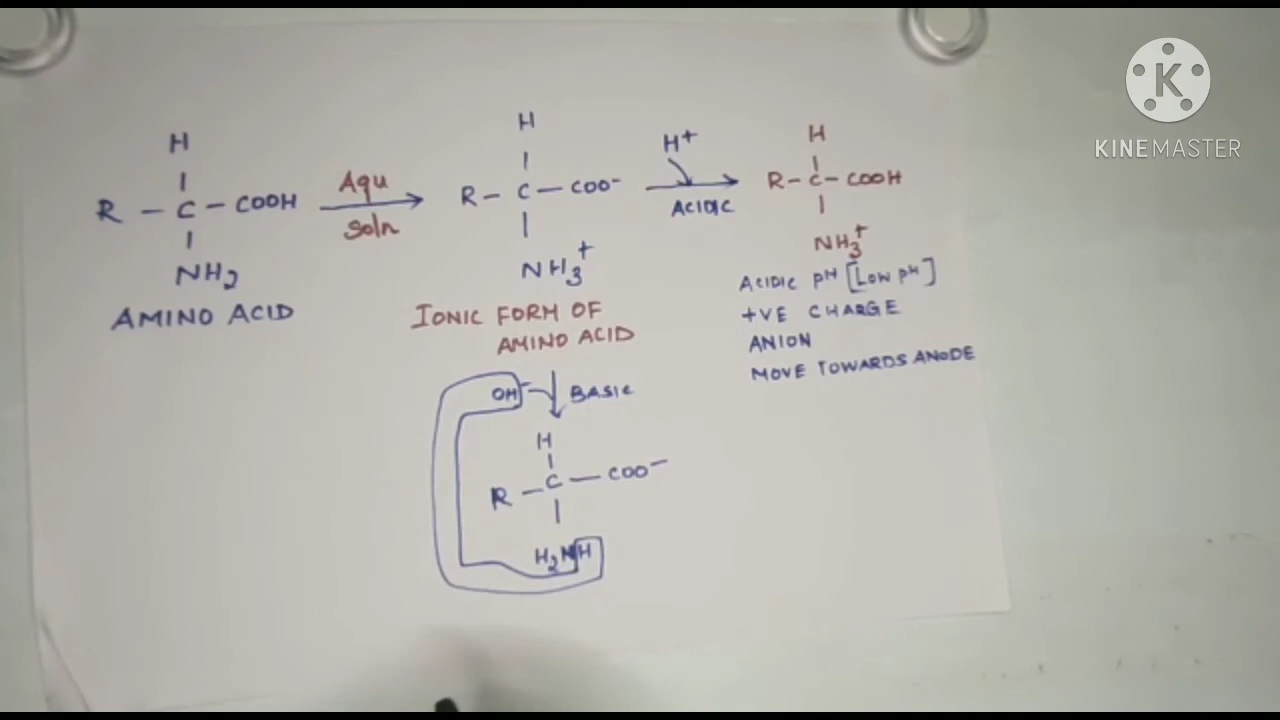 H
R - C - COOH
NH2
AMINO ACID
Aqu
Soln
H
R - C - COO-
NH3+
IONIC FORM OF
AMINO ACID
H+
ACIDIC
H
R - C - COOH
NH3+
ACIDIC PH [LOW PH]
+VE CHARGE
ANION
MOVE TOWARDS ANODE
OH-
BASIC
H
R - C - COO-
H2NH
K
KINEMASTER